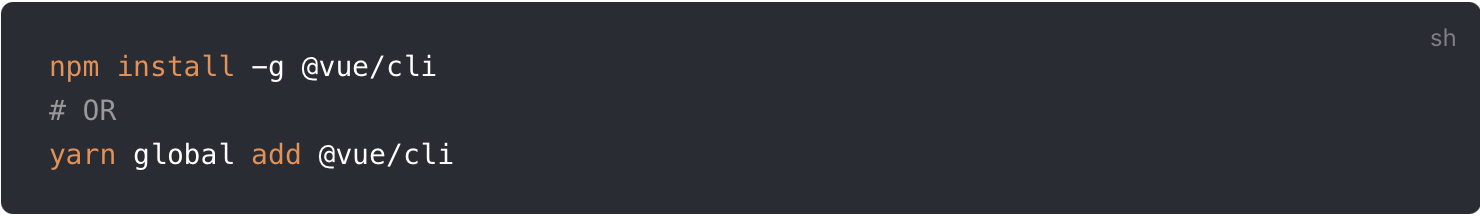 sh
npm install -g @vue/cli
# OR
yarn global add @vue/cli